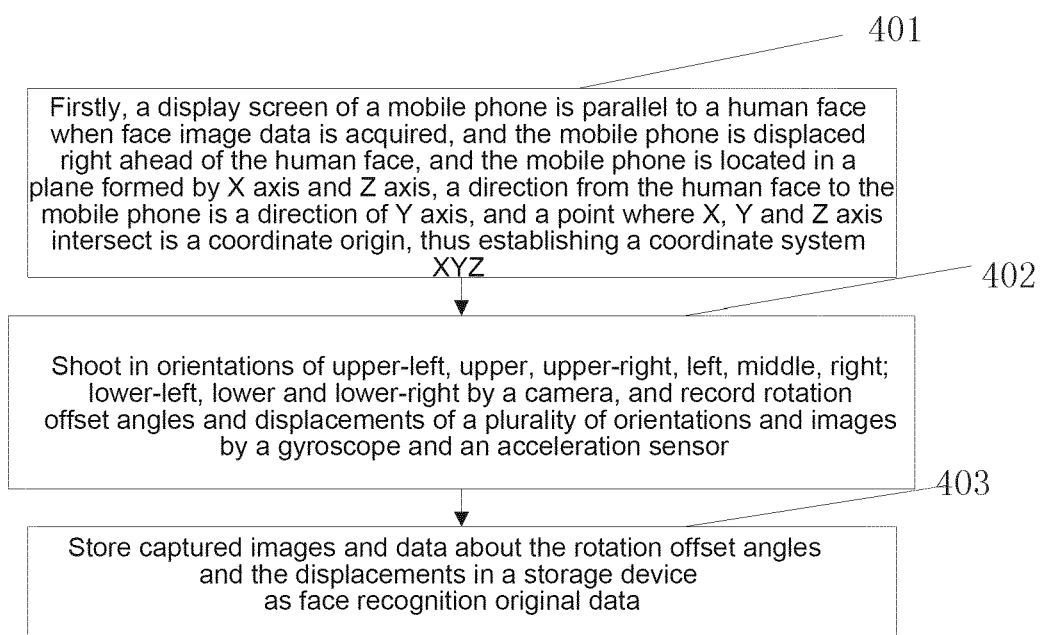 401
Firstly, a display screen of a mobile phone is parallel to a human face
when face image data is acquired, and the mobile phone is displaced
right ahead of the human face, and the mobile phone is located in a
plane formed by X axis and Z axis, a direction from the human face to the
mobile phone is a direction of Y axis, and a point where X, Y and Z axis
intersect is a coordinate origin, thus establishing a coordinate system
XYZ
402
Shoot in orientations of upper-left, upper, upper-right, left, middle, right;
lower-left, lower and lower-right by a camera, and record rotation
offset angles and displacements of a plurality of orientations and images
by a gyroscope and an acceleration sensor
403
Store captured images and data about the rotation offset angles
and the displacements in a storage device
as face recognition original data